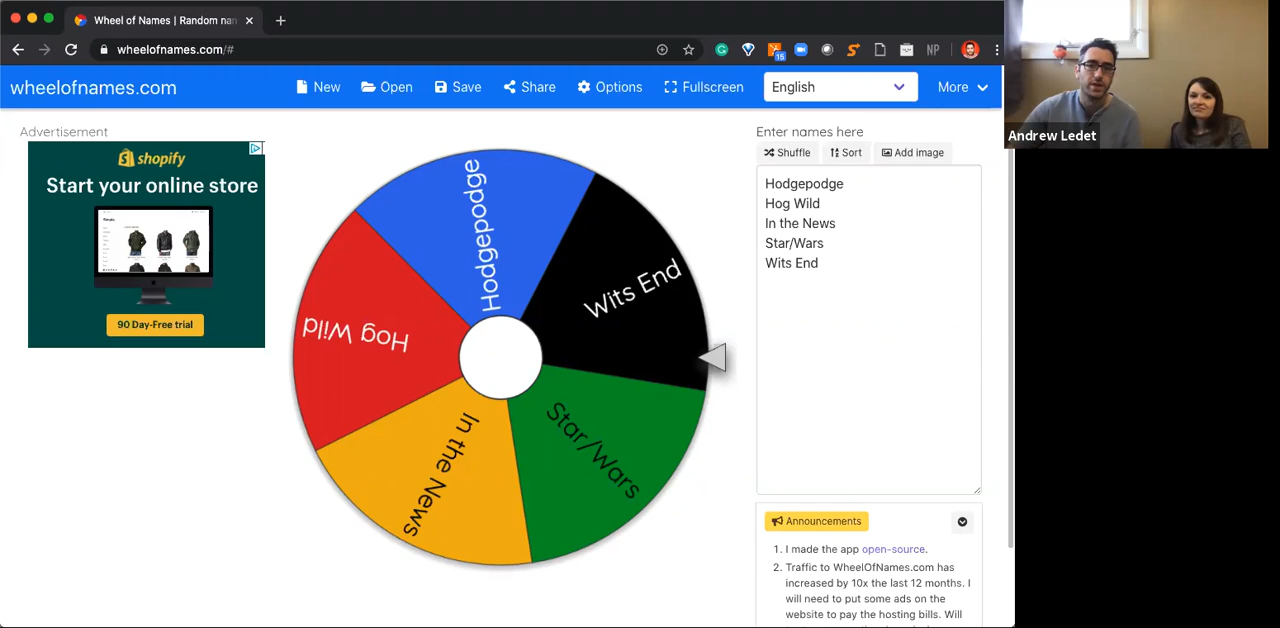 Wheel of Names | Random nan
wheelofnames.com/#
15
NP
wheelofnames.com
New
Open
Save
Share
Options
Fullscreen
English
More
Andrew Ledet
Advertisement
shopify
Start your online store
90 Day-Free trial
Hodgepodge
Wits End
Hog Wild
In the News
Star/Wars
Enter names here
Shuffle
Sort
Add image
Hodgepodge
Hog Wild
In the News
Star/Wars
Wits End
Announcements
1. I made the app open-source.
2. Traffic to WheelOfNames.com has
increased by 10x the last 12 months. I
will need to put some ads on the
website to pay the hosting bills. Will